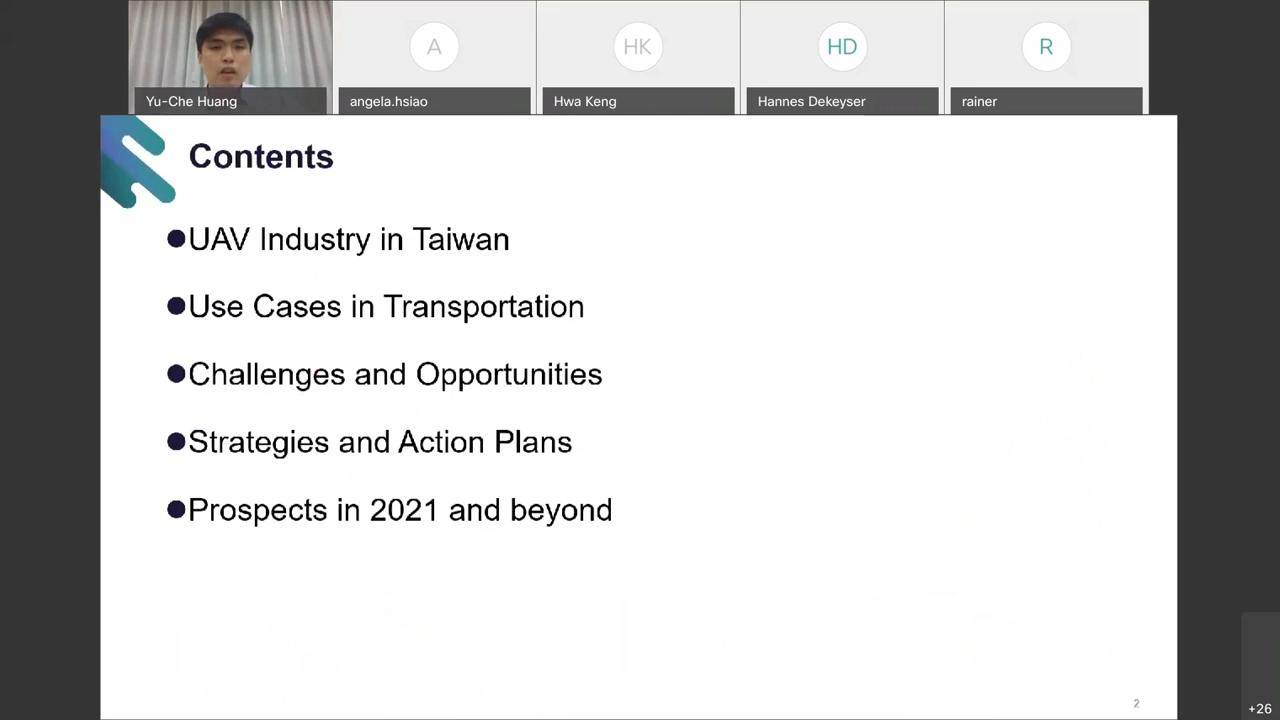 A
HK
HD
R
Yu-Che Huang
angela.hsiao
Hwa Keng
Hannes Dekeyser
rainer
Contents
●UAV Industry in Taiwan
●Use Cases in Transportation
●Challenges and Opportunities
●Strategies and Action Plans
●Prospects in 2021 and beyond
2
+26